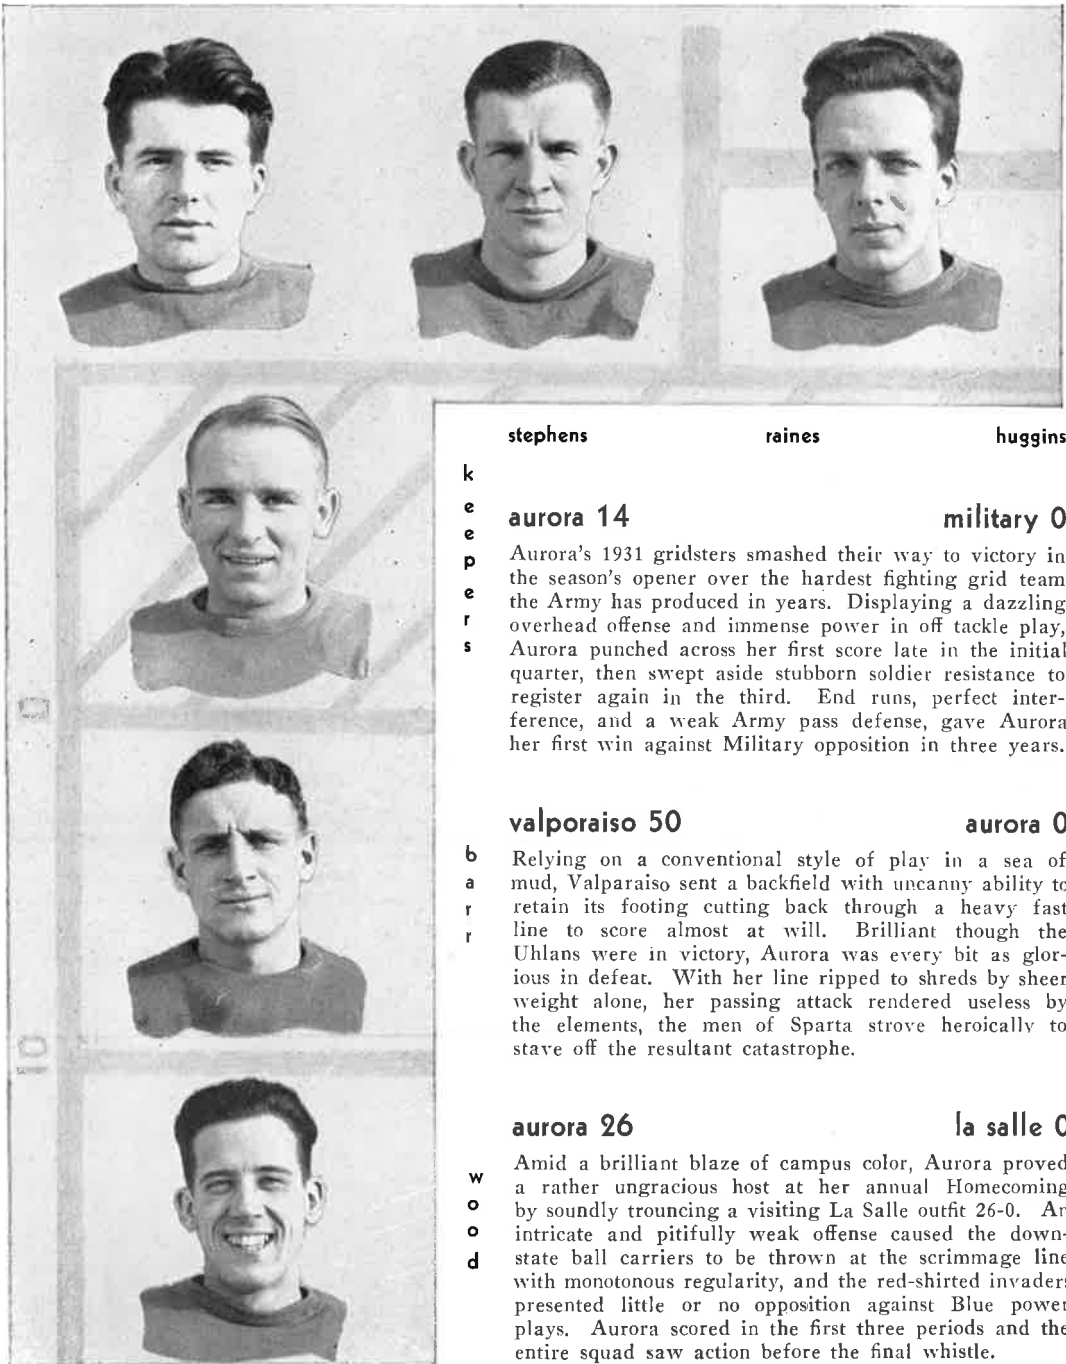 stephens raines huggins
keepers
aurora 14 military 0
Aurora's 1931 gridsters smashed their way to victory in
the season's opener over the hardest fighting grid team
the Army has produced in years. Displaying a dazzling
overhead offense and immense power in off tackle play,
Aurora punched across her first score late in the initial
quarter, then swept aside stubborn soldier resistance to
register again in the third. End runs, perfect inter-
ference, and a weak Army pass defense, gave Aurora
her first win against Military opposition in three years.
valporaiso 50 aurora 0
barr
Relying on a conventional style of play in a sea of
mud, Valparaiso sent a backfield with uncanny ability to
retain its footing cutting back through a heavy fast
line to score almost at will. Brilliant though the
Uhlans were in victory, Aurora was every bit as glor-
ious in defeat. With her line ripped to shreds by sheer
weight alone, her passing attack rendered useless by
the elements, the men of Sparta strove heroically to
stave off the resultant catastrophe.
aurora 26 la salle 0
wood
Amid a brilliant blaze of campus color, Aurora proved
a rather ungracious host at her annual Homecoming
by soundly trouncing a visiting La Salle outfit 26-0. An
intricate and pitifully weak offense caused the down-
state ball carriers to be thrown at the scrimmage line
with monotonous regularity, and the red-shirted invaders
presented little or no opposition against Blue power
plays. Aurora scored in the first three periods and the
entire squad saw action before the final whistle.